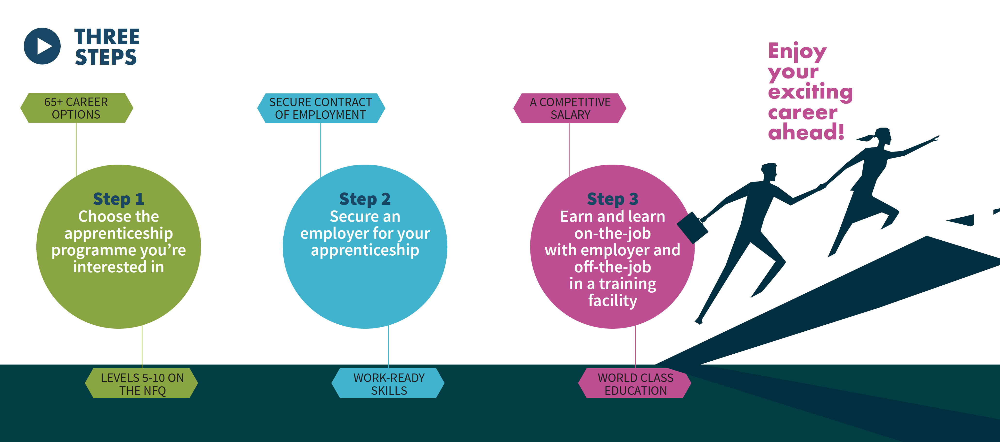 THREE
STEPS
65+ CAREER
OPTIONS
Step 1
Choose the
apprenticeship
programme you’re
interested in
LEVELS 5-10 ON
THE NFQ
SECURE CONTRACT
OF EMPLOYMENT
Step 2
Secure an
employer for your
apprenticeship
WORK-READY
SKILLS
A COMPETITIVE
SALARY
Step 3
Earn and learn
on-the-job
with employer and
off-the-job
in a training
facility
WORLD CLASS
EDUCATION
Enjoy
your
exciting
career
ahead!